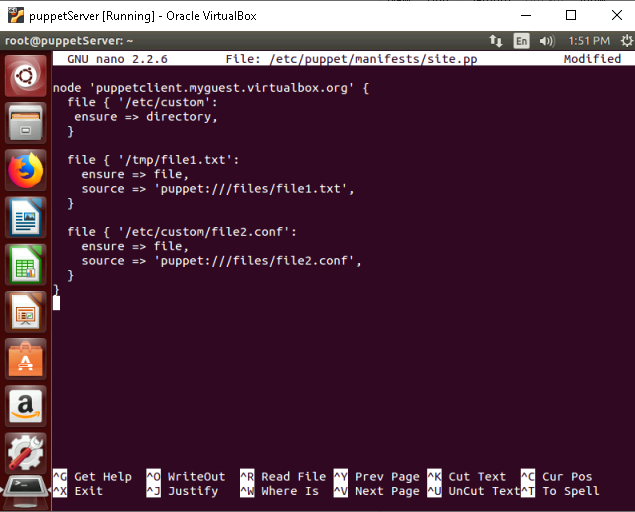 puppetServer [Running] - Oracle VirtualBox
root@puppetServer: ~ En 1:51 PM
GNU nano 2.2.6 File: /etc/puppet/manifests/site.pp Modified
node 'puppetclient.myguest.virtualbox.org' {
  file { '/etc/custom':
   ensure => directory,
  }
  file { '/tmp/file1.txt':
    ensure => file,
    source => 'puppet:///files/file1.txt',
  }
  file { '/etc/custom/file2.conf':
    ensure => file,
    source => 'puppet:///files/file2.conf',
  }
}
^G Get Help ^O WriteOut ^R Read File ^Y Prev Page ^K Cut Text ^C Cur Pos
^X Exit ^J Justify ^W Where Is ^V Next Page ^U UnCut Text ^T To Spell